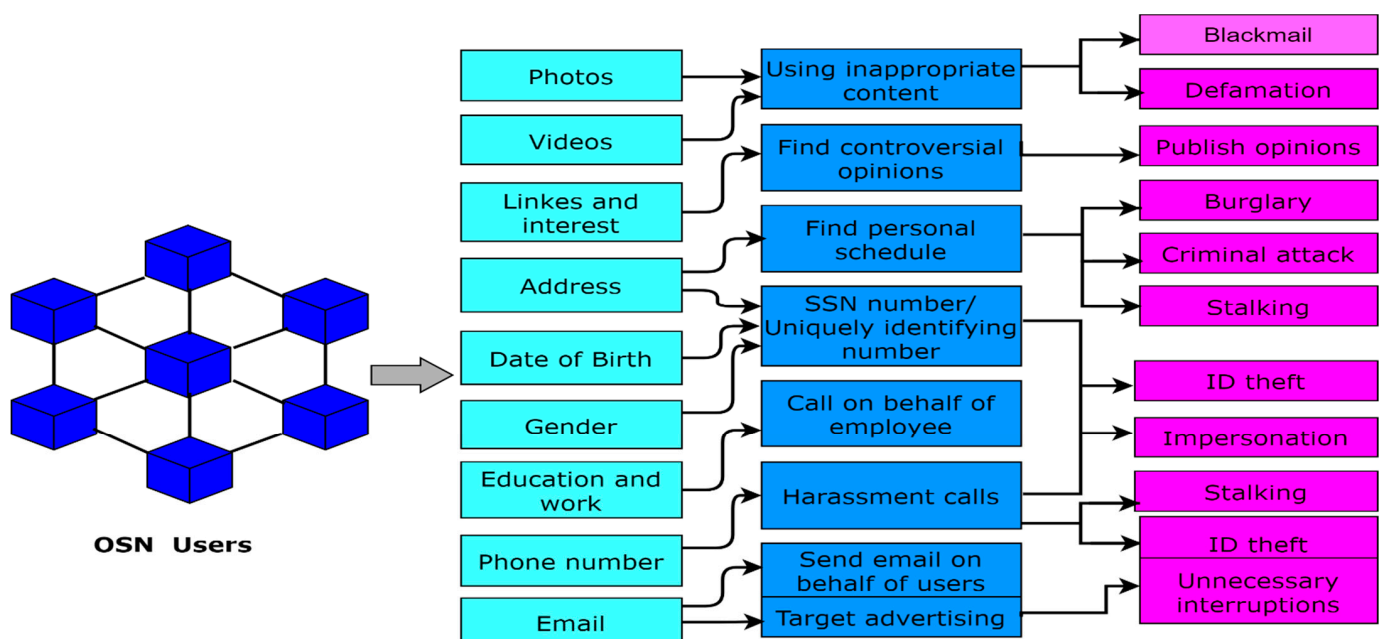 OSN Users
Photos
Videos
Linkes and
interest
Address
Date of Birth
Gender
Education and
work
Phone number
Email
Using inappropriate
content
Find controversial
opinions
Find personal
schedule
SSN number/
Uniquely identifying
number
Call on behalf of
employee
Harassment calls
Send email on
behalf of users
Target advertising
Blackmail
Defamation
Publish opinions
Burglary
Criminal attack
Stalking
ID theft
Impersonation
Stalking
ID theft
Unnecessary
interruptions